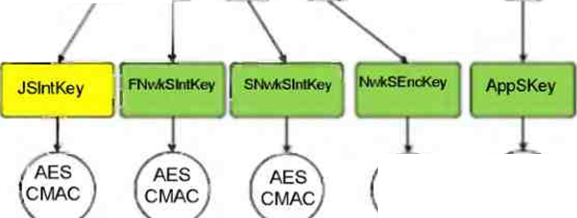 JSIntKey
FNwkSIntKey
SNwkSIntKey
NwkSEncKey
AppSKey
AES
CMAC
AES
CMAC
AES
CMAC